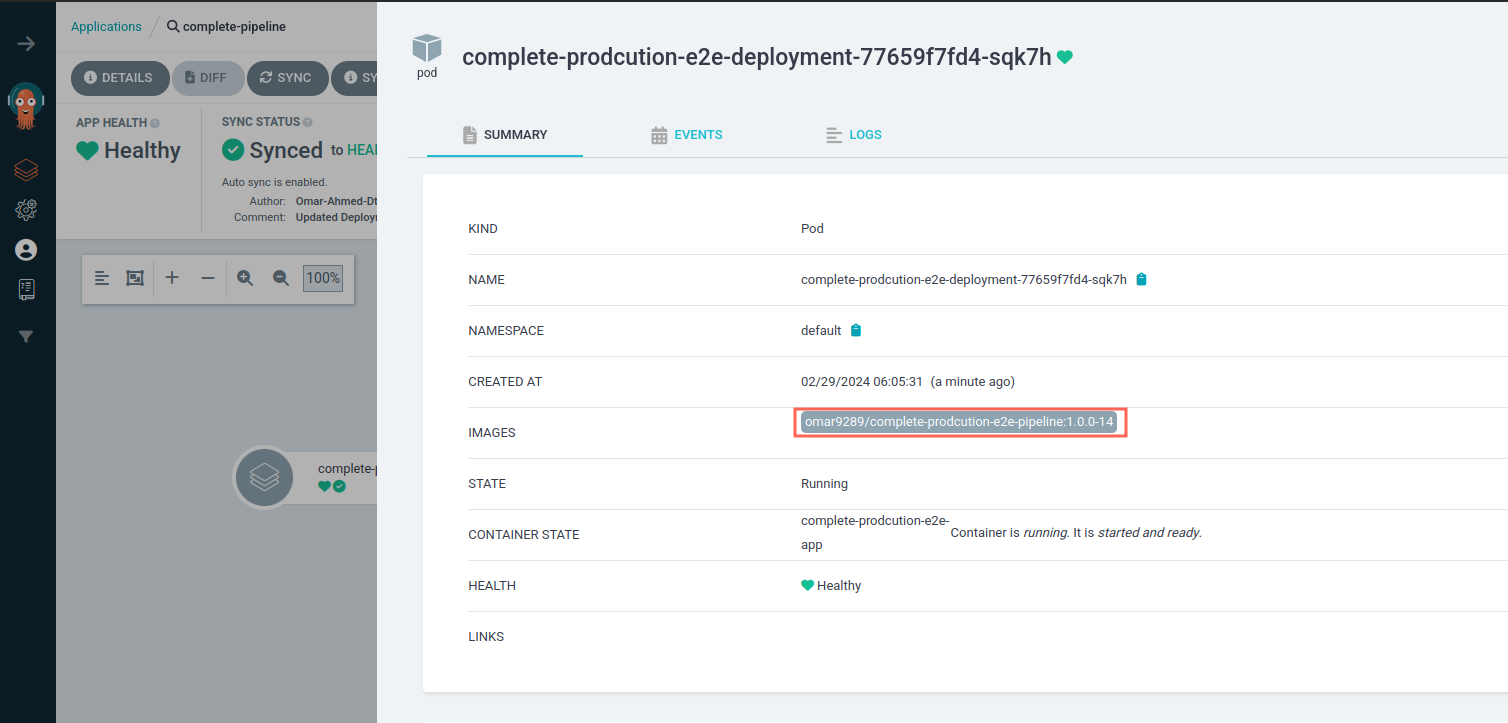 Applications / complete-pipeline
DETAILS
DIFF
SYNC
SY
APP HEALTH
Healthy
SYNC STATUS
Synced to HEAD
Auto sync is enabled.
Author: Omar-Ahmed-Dt
Comment: Updated Deploy
100%
complete-p
pod
complete-prodcution-e2e-deployment-77659f7fd4-sqk7h
SUMMARY
EVENTS
LOGS
KIND Pod
NAME complete-prodcution-e2e-deployment-77659f7fd4-sqk7h
NAMESPACE default
CREATED AT 02/29/2024 06:05:31 (a minute ago)
IMAGES omar9289/complete-prodcution-e2e-pipeline:1.0.0-14
STATE Running
CONTAINER STATE complete-prodcution-e2e-app Container is running. It is started and ready.
HEALTH Healthy
LINKS